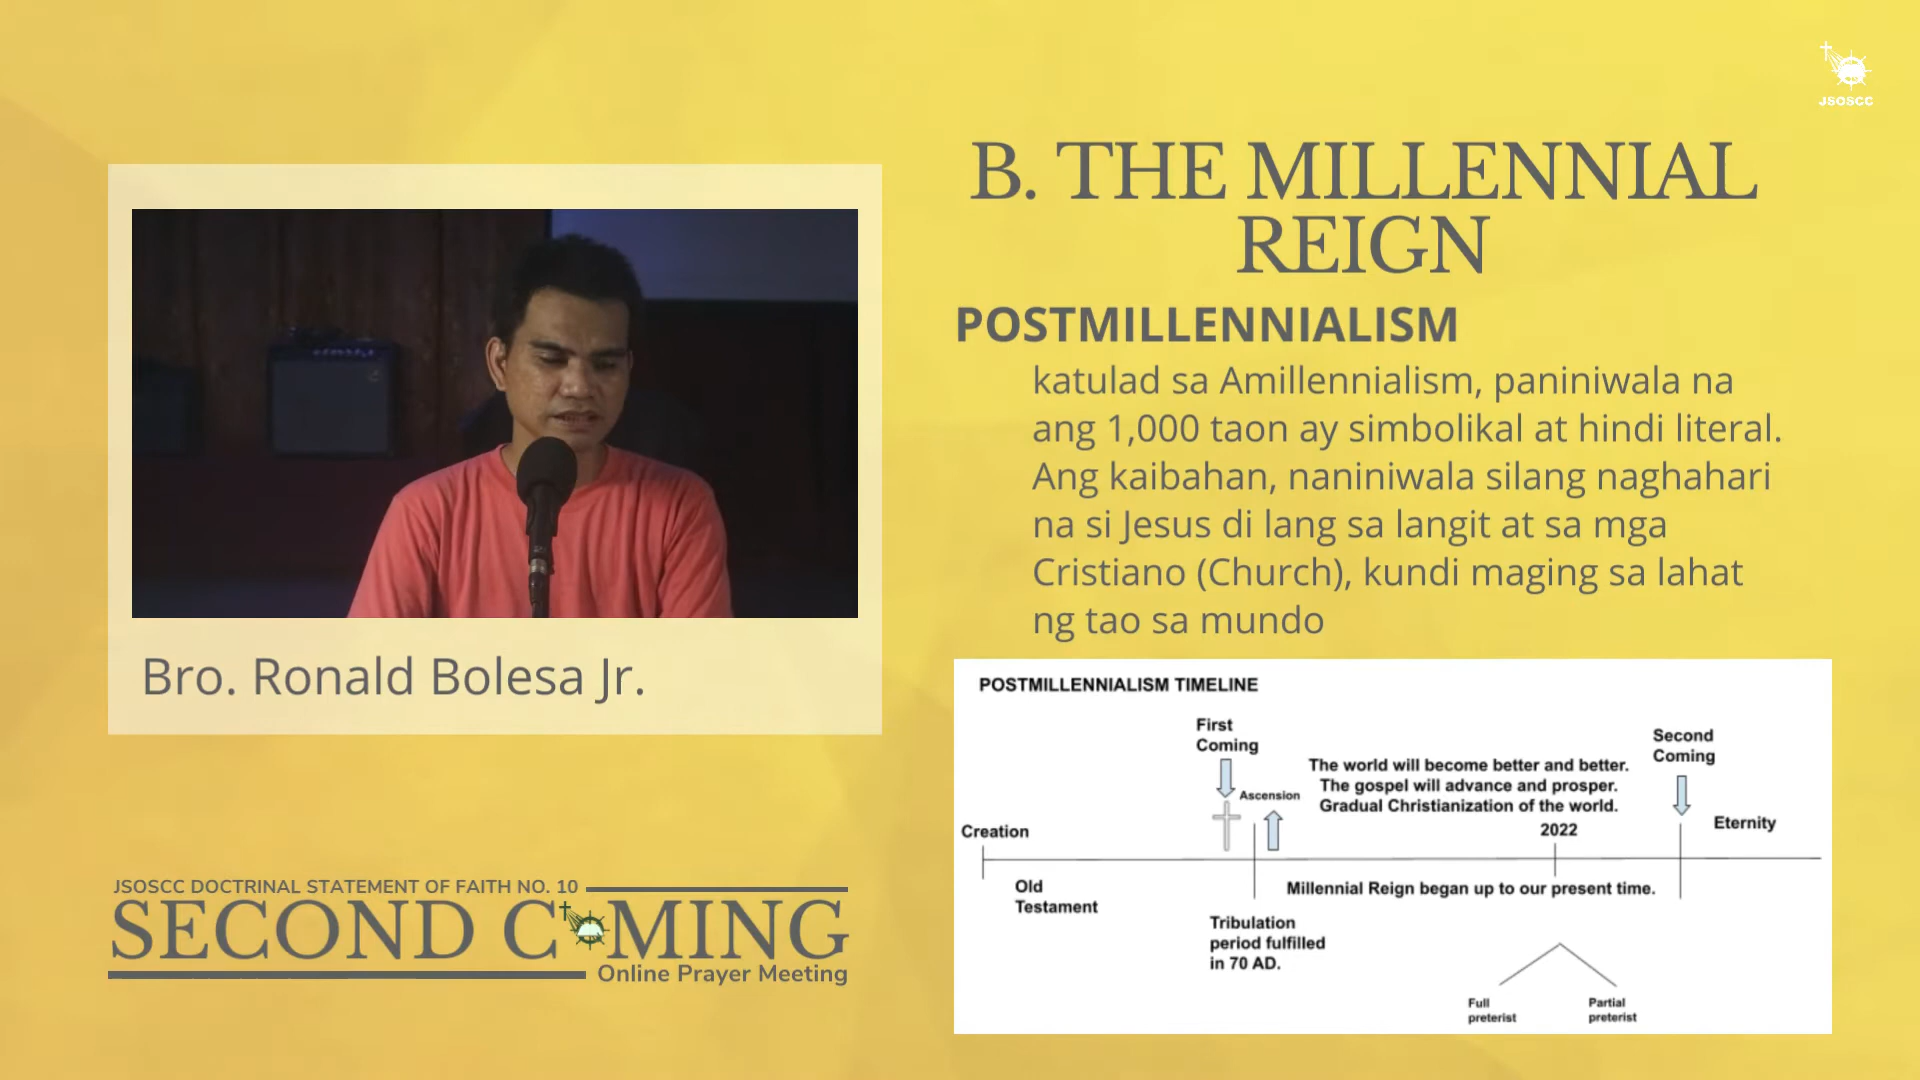 JSOSCC
B. THE MILLENNIAL
REIGN
POSTMILLENNIALISM
katulad sa Amillennialism, paniniwala na
ang 1,000 taon ay simbolikal at hindi literal.
Ang kaibahan, naniniwala silang naghahari
na si Jesus di lang sa langit at sa mga
Cristiano (Church), kundi maging sa lahat
ng tao sa mundo
Bro. Ronald Bolesa Jr.
JSOSCC DOCTRINAL STATEMENT OF FAITH NO. 10
SECOND COMING
Online Prayer Meeting
POSTMILLENNIALISM TIMELINE
First
Coming
Ascension
The world will become better and better.
The gospel will advance and prosper.
Gradual Christianization of the world.
2022
Second
Coming
Creation
Eternity
Old
Testament
Millennial Reign began up to our present time.
Tribulation
period fulfilled
in 70 AD.
Full
preterist
Partial
preterist